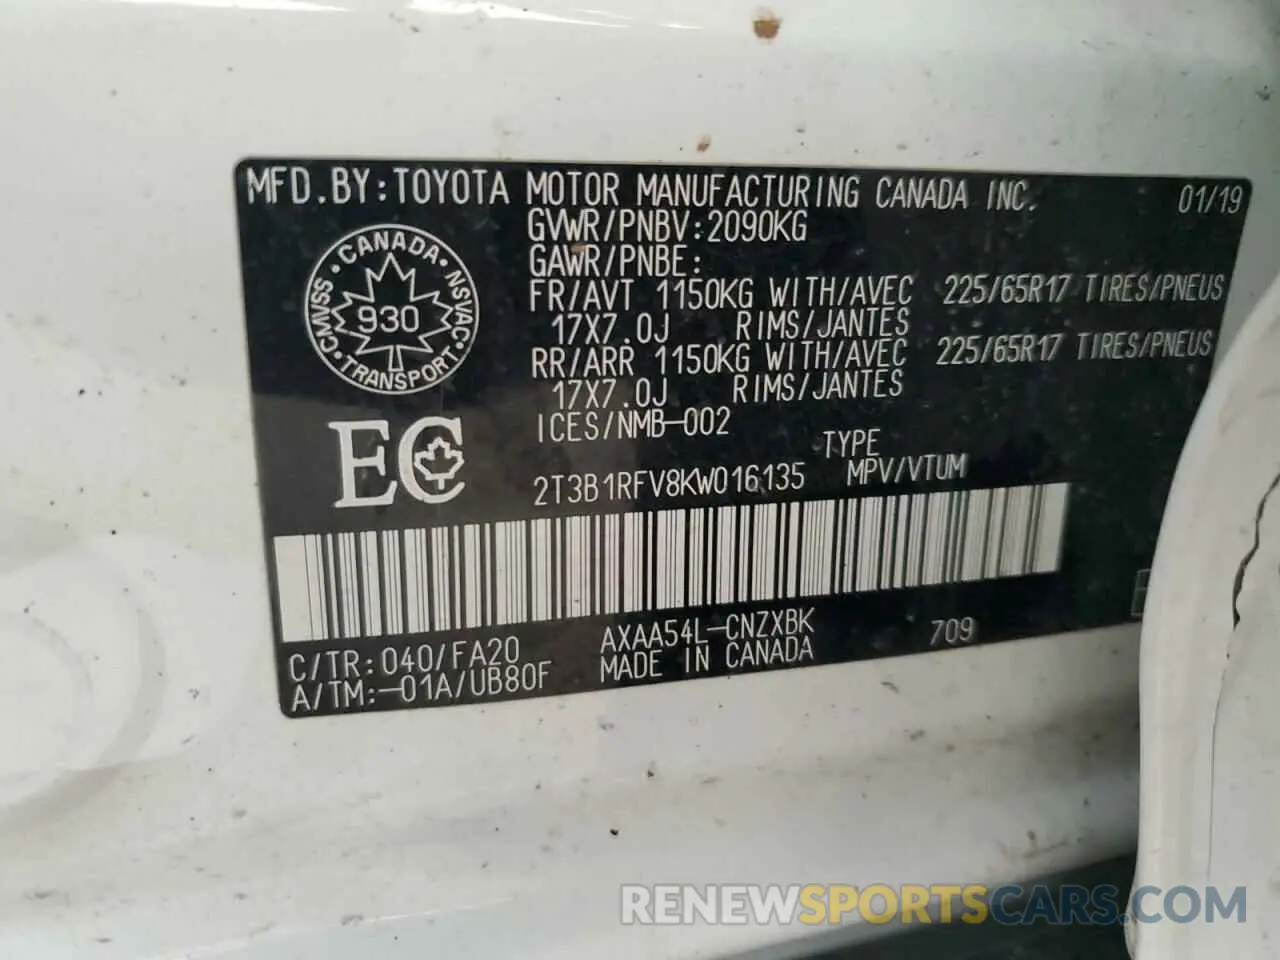 MFD.BY:TOYOTA MOTOR MANUFACTURING CANADA INC. 01/19
GVWR/PNBV:2090KG
GAWR/PNBE:
FR/AVT 1150KG WITH/AVEC 225/65R17 TIRES/PNEUS
17X7.0J RIMS/JANTES
RR/ARR 1150KG WITH/AVEC 225/65R17 TIRES/PNEUS
17X7.0J RIMS/JANTES
ICES/NMB-002
CANADA
CMVSS NSVAC
930
TRANSPORT
EC
TYPE
2T3B1RFV8KW016135 MPV/VTUM
C/TR:040/FA20 AXAA54L-CNZXBK 709
A/TM:-01A/UB80F MADE IN CANADA
RENEWSPORTSCARS.COM - 2019